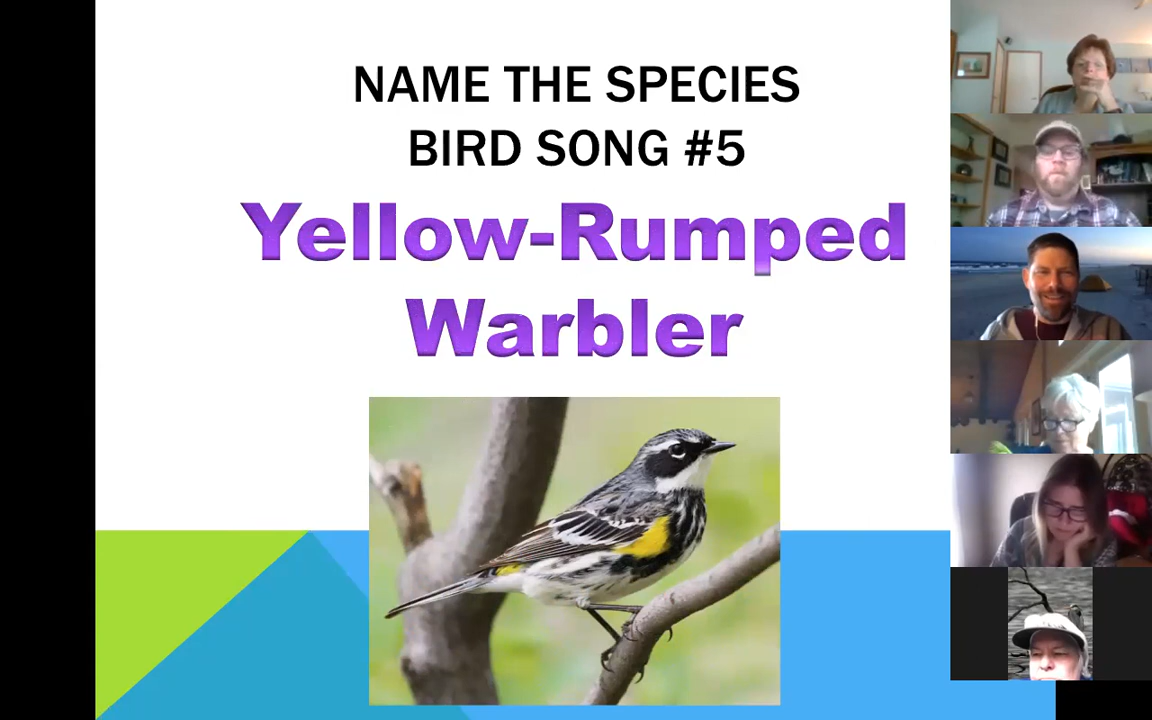 NAME THE SPECIES
BIRD SONG #5
Yellow-Rumped
Warbler